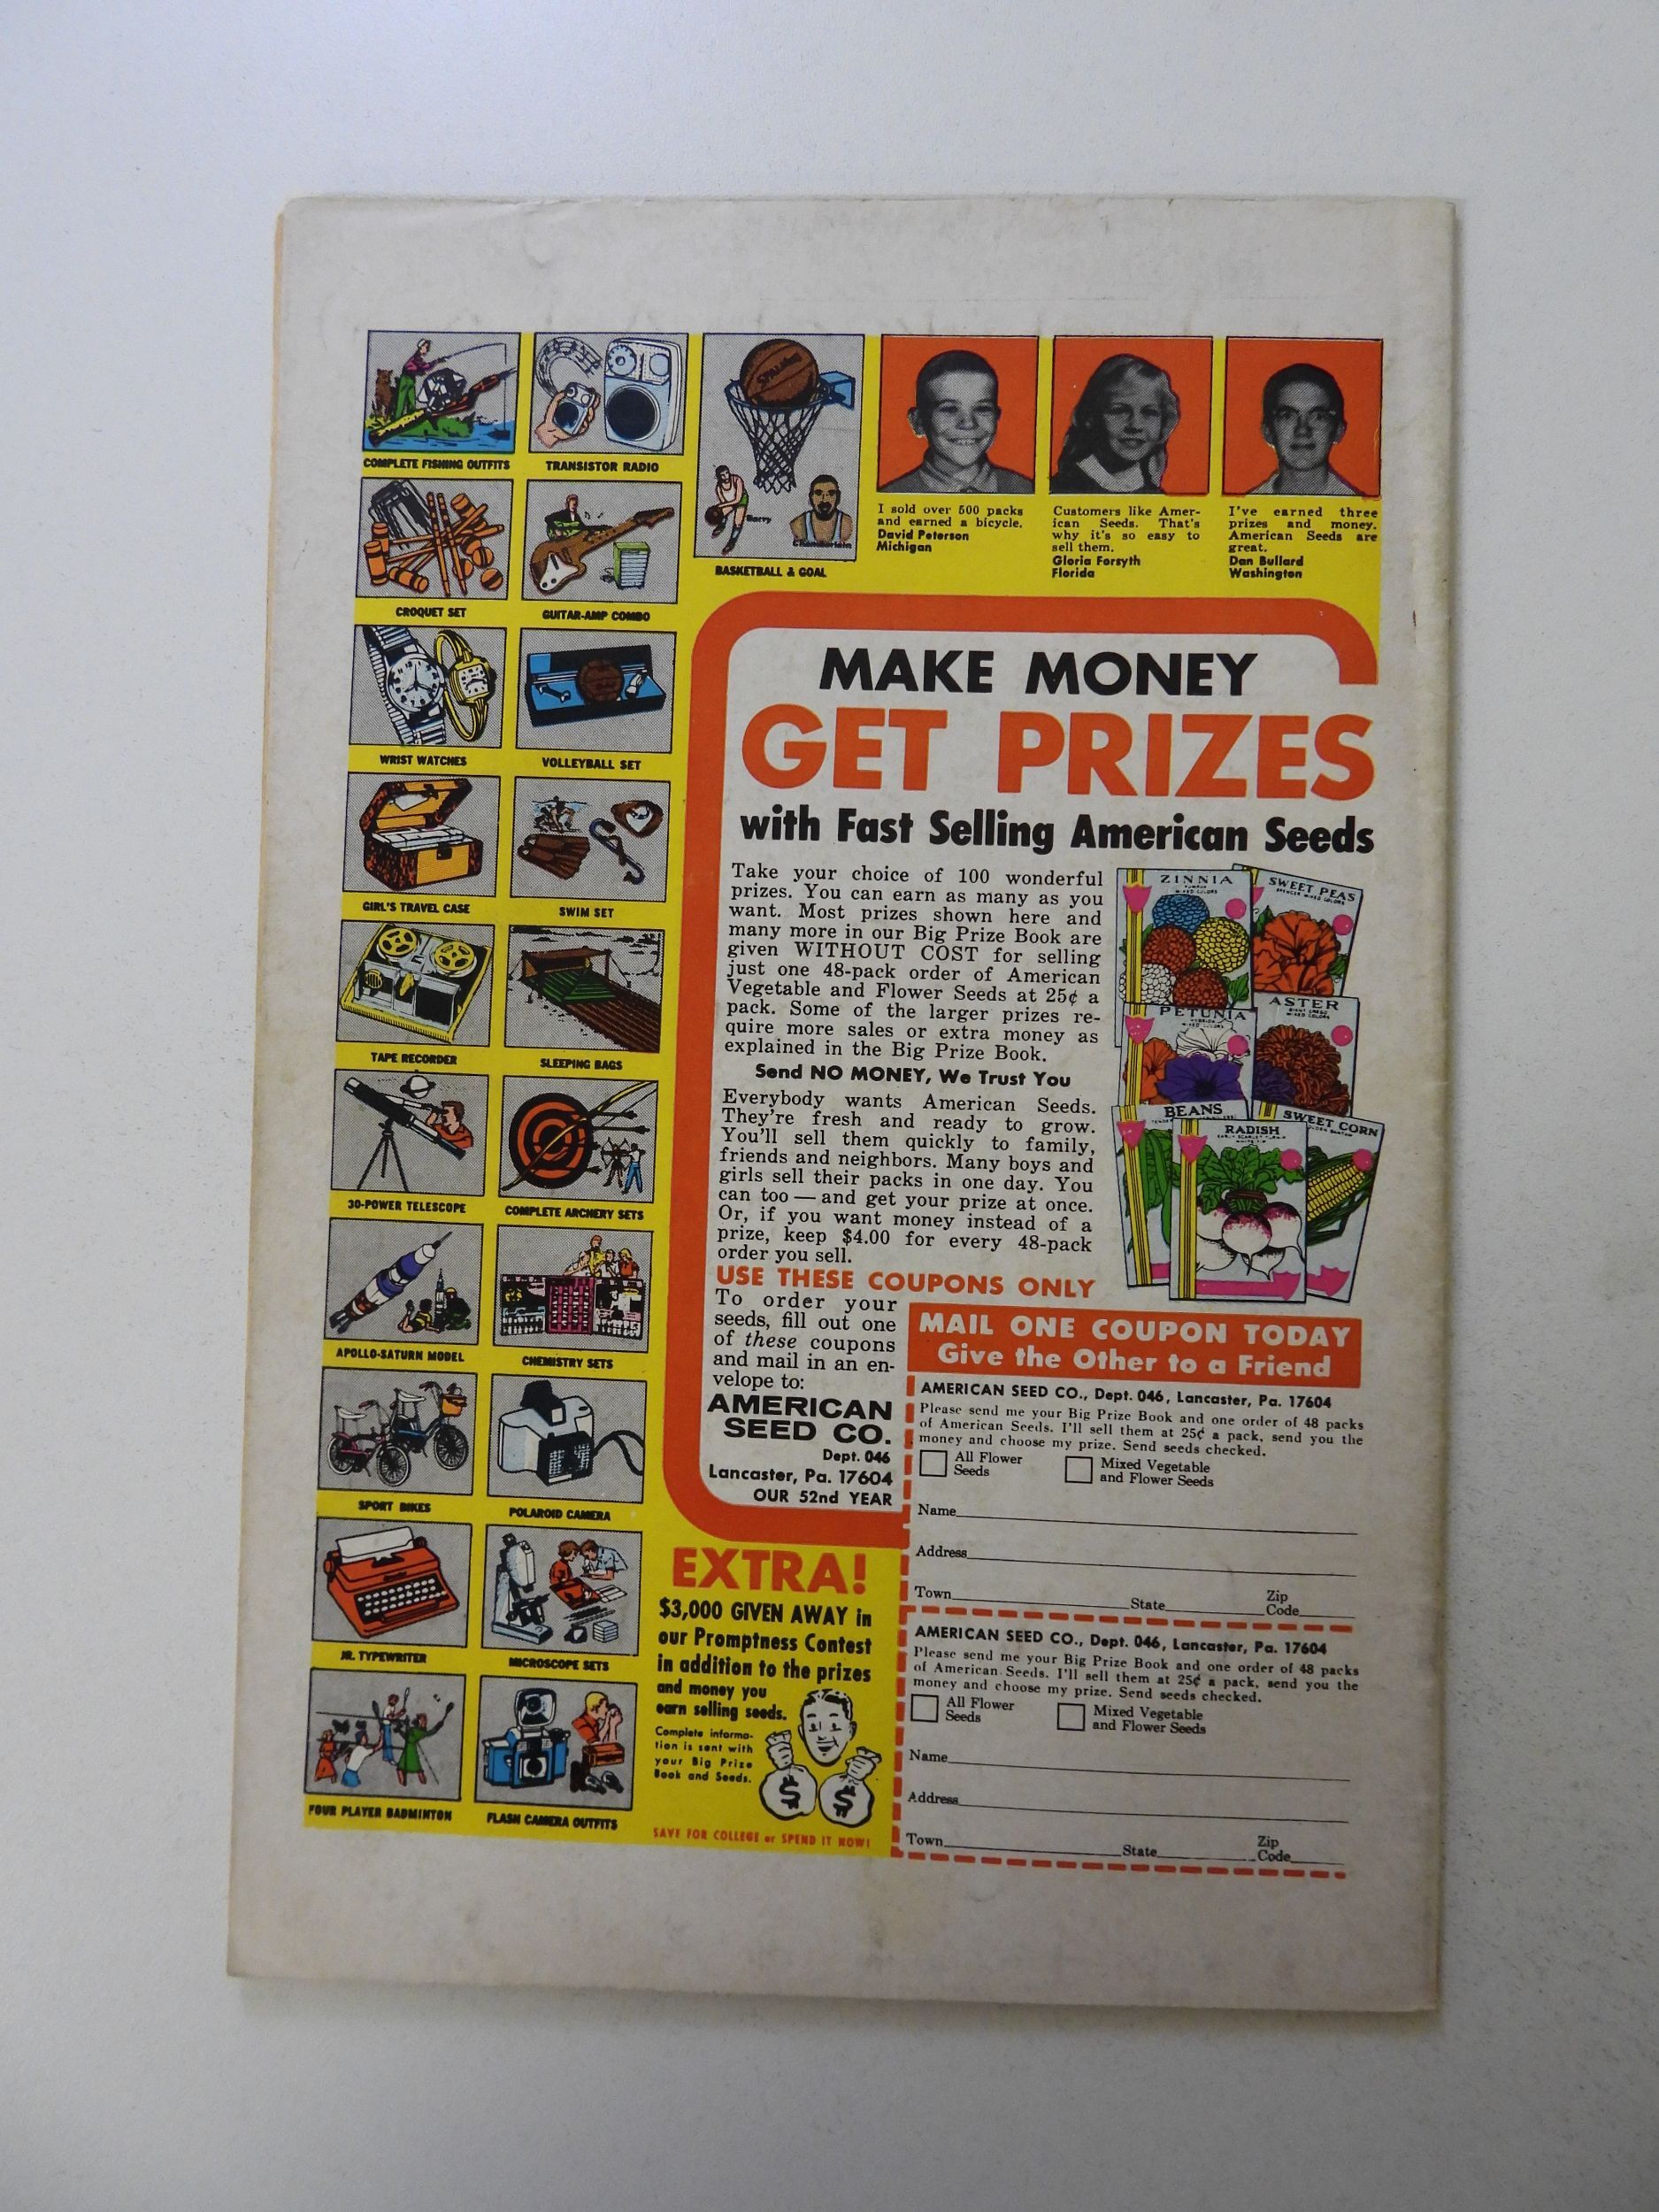 COMPLETE FISHING OUTFITS
TRANSISTOR RADIO
CROQUET SET
GUITAR-AMP COMBO
WRIST WATCHES
VOLLEYBALL SET
GIRL'S TRAVEL CASE
SWIM SET
TAPE RECORDER
SLEEPING BAGS
30-POWER TELESCOPE
COMPLETE ARCHERY SETS
APOLLO-SATURN MODEL
CHEMISTRY SETS
SPORT BIKES
POLAROID CAMERA
JR. TYPEWRITER
MICROSCOPE SETS
FOUR PLAYER BADMINTON
FLASH CAMERA OUTFITS
Spalding
Barry
Chamberlain
BASKETBALL & GOAL
I sold over 500 packs
and earned a bicycle.
David Peterson
Michigan
Customers like Amer-
ican Seeds. That's
why it's so easy to
sell them.
Gloria Forsyth
Florida
I've earned three
prizes and money.
American Seeds are
great.
Dan Bullard
Washington
MAKE MONEY
GET PRIZES
with Fast Selling American Seeds
Take your choice of 100 wonderful
prizes. You can earn as many as you
want. Most prizes shown here and
many more in our Big Prize Book are
given WITHOUT COST for selling
just one 48-pack order of American
Vegetable and Flower Seeds at 25¢ a
pack. Some of the larger prizes re-
quire more sales or extra money as
explained in the Big Prize Book.
Send NO MONEY, We Trust You
Everybody wants American Seeds.
They're fresh and ready to grow.
You'll sell them quickly to family,
friends and neighbors. Many boys and
girls sell their packs in one day. You
can too — and get your prize at once.
Or, if you want money instead of a
prize, keep $4.00 for every 48-pack
order you sell.
USE THESE COUPONS ONLY
To order your
seeds, fill out one
of these coupons
and mail in an en-
velope to:
AMERICAN
SEED CO.
Dept. 046
Lancaster, Pa. 17604
OUR 52nd YEAR
ZINNIA
MIXED COLORS
SWEET PEAS
SPENCER MIXED COLORS
PETUNIA
MIXED COLORS
ASTER
MIXED COLORS
BEANS
RADISH
SWEET CORN
MAIL ONE COUPON TODAY
Give the Other to a Friend
AMERICAN SEED CO., Dept. 046, Lancaster, Pa. 17604
Please send me your Big Prize Book and one order of 48 packs
of American Seeds. I'll sell them at 25¢ a pack, send you the
money and choose my prize. Send seeds checked.
All Flower
Seeds
Mixed Vegetable
and Flower Seeds
Name
Address
Town State Zip
Code
AMERICAN SEED CO., Dept. 046, Lancaster, Pa. 17604
Please send me your Big Prize Book and one order of 48 packs
of American Seeds. I'll sell them at 25¢ a pack, send you the
money and choose my prize. Send seeds checked.
All Flower
Seeds
Mixed Vegetable
and Flower Seeds
Name
Address
Town State Zip
Code
EXTRA!
$3,000 GIVEN AWAY in
our Promptness Contest
in addition to the prizes
and money you
earn selling seeds.
Complete informa-
tion is sent with
your Big Prize
Book and Seeds.
$ $
SAVE FOR COLLEGE or SPEND IT NOW!